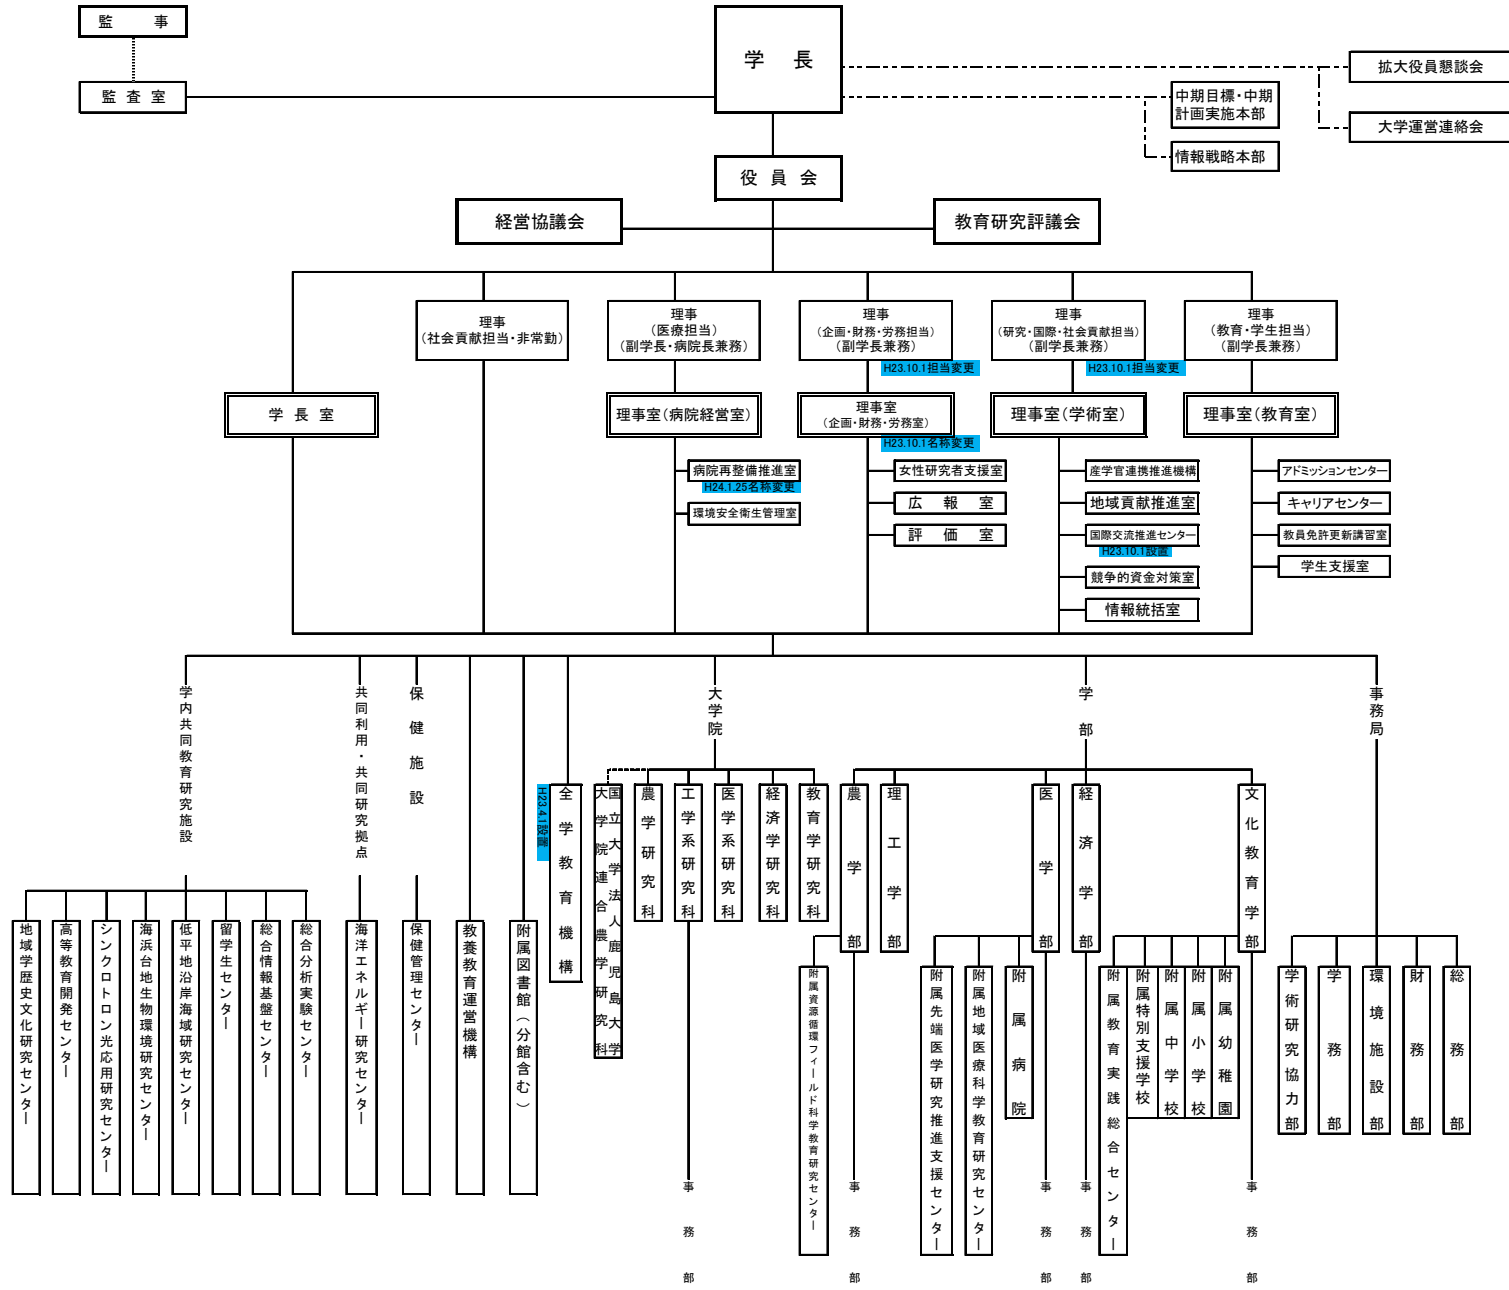 監　事
監査室
学　長
拡大役員懇談会
中期目標・中期
計画実施本部
大学運営連絡会
情報戦略本部
役員会
経営協議会
教育研究評議会
理事
(社会貢献担当・非常勤)
理事
(医療担当)
(副学長・病院長兼務)
理事
(企画・財務・労務担当)
(副学長兼務)
H23.10.1担当変更
理事
(研究・国際・社会貢献担当)
(副学長兼務)
H23.10.1担当変更
理事
(教育・学生担当)
(副学長兼務)
学長室
理事室(病院経営室)
理事室
(企画・財務・労務室)
H23.10.1名称変更
理事室(学術室)
理事室(教育室)
病院再整備推進室
H24.1.25名称変更
環境安全衛生管理室
女性研究者支援室
広報室
評価室
産学官連携推進機構
地域貢献推進室
国際交流推進センター
H23.10.1設置
競争的資金対策室
情報統括室
アドミッションセンター
キャリアセンター
教員免許更新講習室
学生支援室
学内共同教育研究施設
共同利用・共同研究拠点
保健施設
大学院
学部
事務局
地域学歴史文化研究センター
高等教育開発センター
シンクロトロン光応用研究センター
海浜台地生物環境研究センター
低平地沿岸海域研究センター
留学生センター
総合情報基盤センター
総合分析実験センター
海洋エネルギー研究センター
保健管理センター
教養教育運営機構
附属図書館(分館含む)
H23.4.1設置
全学教育機構
国立大学法人鹿児島大学
大学院連合農学研究科
農学研究科
工学系研究科
事務部
医学系研究科
経済学研究科
教育学研究科
農学部
附属資源循環フィールド科学教育研究センター
事務部
理工学部
医学部
附属先端医学研究推進支援センター
附属地域医療科学教育研究センター
附属病院
事務部
経済学部
事務部
文化教育学部
附属教育実践総合センター
附属特別支援学校
附属中学校
附属小学校
附属幼稚園
事務部
学術研究協力部
学務部
環境施設部
財務部
総務部